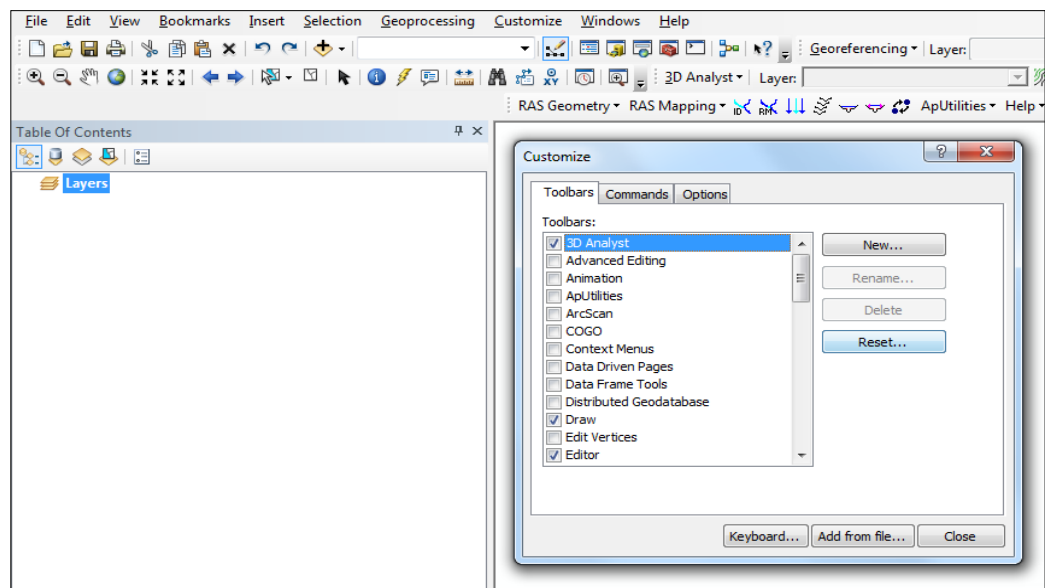 File Edit View Bookmarks Insert Selection Geoprocessing Customize Windows Help
Georeferencing Layer:
3D Analyst Layer:
RAS Geometry RAS Mapping ID RMK ApUtilities Help
Table Of Contents
Layers
Customize
Toolbars Commands Options
Toolbars:
3D Analyst
Advanced Editing
Animation
ApUtilities
ArcScan
COGO
Context Menus
Data Driven Pages
Data Frame Tools
Distributed Geodatabase
Draw
Edit Vertices
Editor
New...
Rename...
Delete
Reset...
Keyboard... Add from file... Close